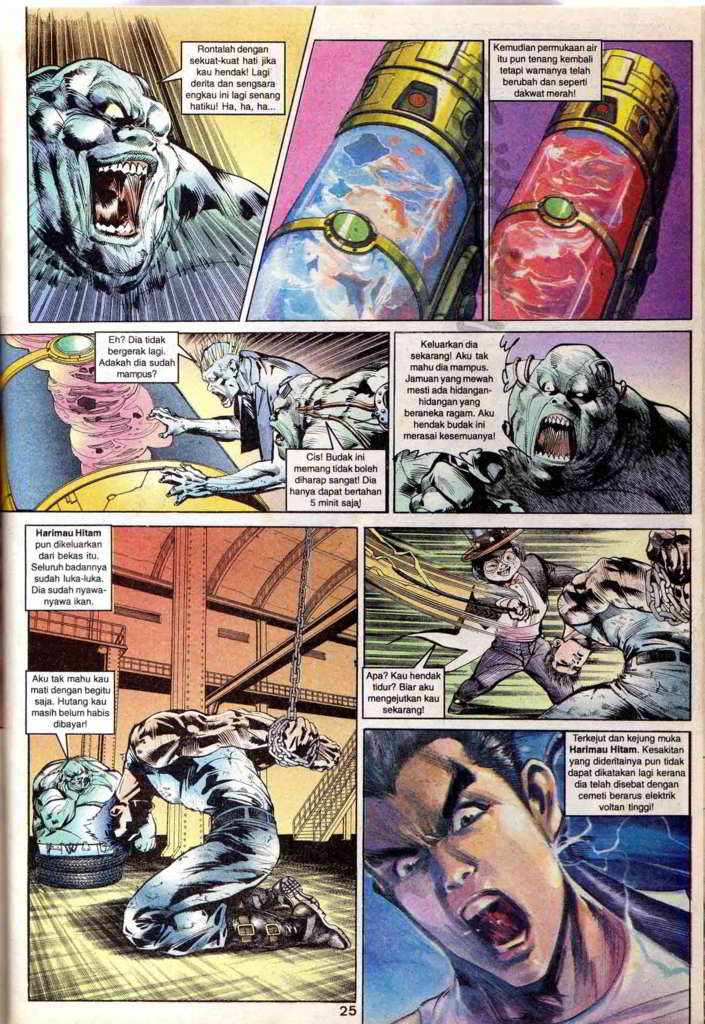 Rontalah dengan
sekuat-kuat hati jika
kau hendak! Lagi
derita dan sengsara
engkau ini lagi senang
hatiku! Ha, ha, ha...
Kemudian permukaan air
itu pun tenang kembali
tetapi warnanya telah
berubah dan seperti
dakwat merah!
Eh? Dia tidak
bergerak lagi.
Adakah dia sudah
mampus?
Cis! Budak ini
memang tidak boleh
diharap sangat! Dia
hanya dapat bertahan
5 minit saja!
Keluarkan dia
sekarang! Aku tak
mahu dia mampus.
Jamuan yang mewah
mesti ada hidangan-
hidangan yang
beraneka ragam. Aku
hendak budak ini
merasai kesemuanya!
Harimau Hitam
pun dikeluarkan
dari bekas itu.
Seluruh badannya
sudah luka-luka.
Dia sudah nyawa-
nyawa ikan.
Aku tak mahu kau
mati dengan begitu
saja. Hutang kau
masih belum habis
dibayar!
Apa? Kau hendak
tidur? Biar aku
mengejutkan kau
sekarang!
Terkejut dan kejung muka
Harimau Hitam. Kesakitan
yang dideritainya pun tidak
dapat dikatakan lagi kerana
dia telah disebat dengan
cemeti berarus elektrik
voltan tinggi!
25